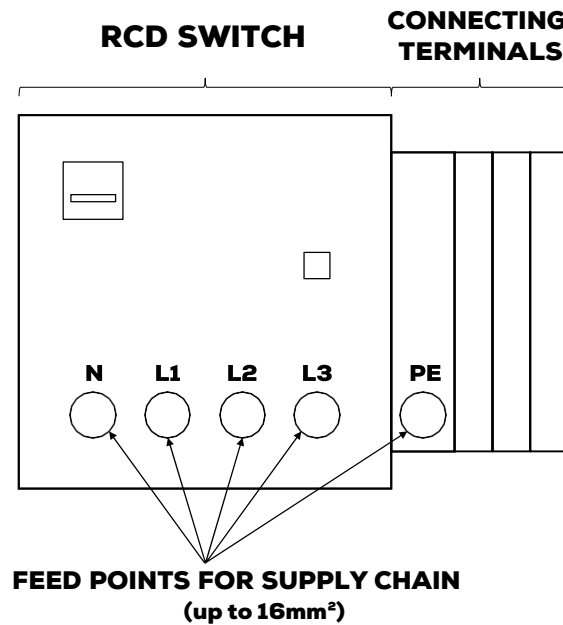 RCD SWITCH
CONNECTING
TERMINALS
N L1 L2 L3 PE
FEED POINTS FOR SUPPLY CHAIN
(up to 16mm²)